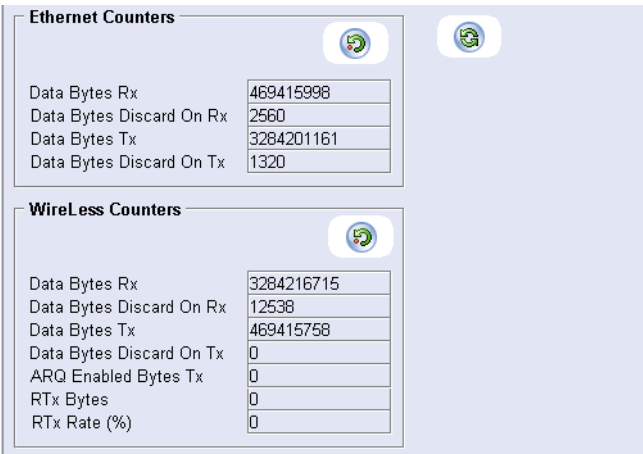 Ethernet Counters
Data Bytes Rx 469415998
Data Bytes Discard On Rx 2560
Data Bytes Tx 3284201161
Data Bytes Discard On Tx 1320
WireLess Counters
Data Bytes Rx 3284216715
Data Bytes Discard On Rx 12538
Data Bytes Tx 469415758
Data Bytes Discard On Tx 0
ARQ Enabled Bytes Tx 0
RTx Bytes 0
RTx Rate (%) 0